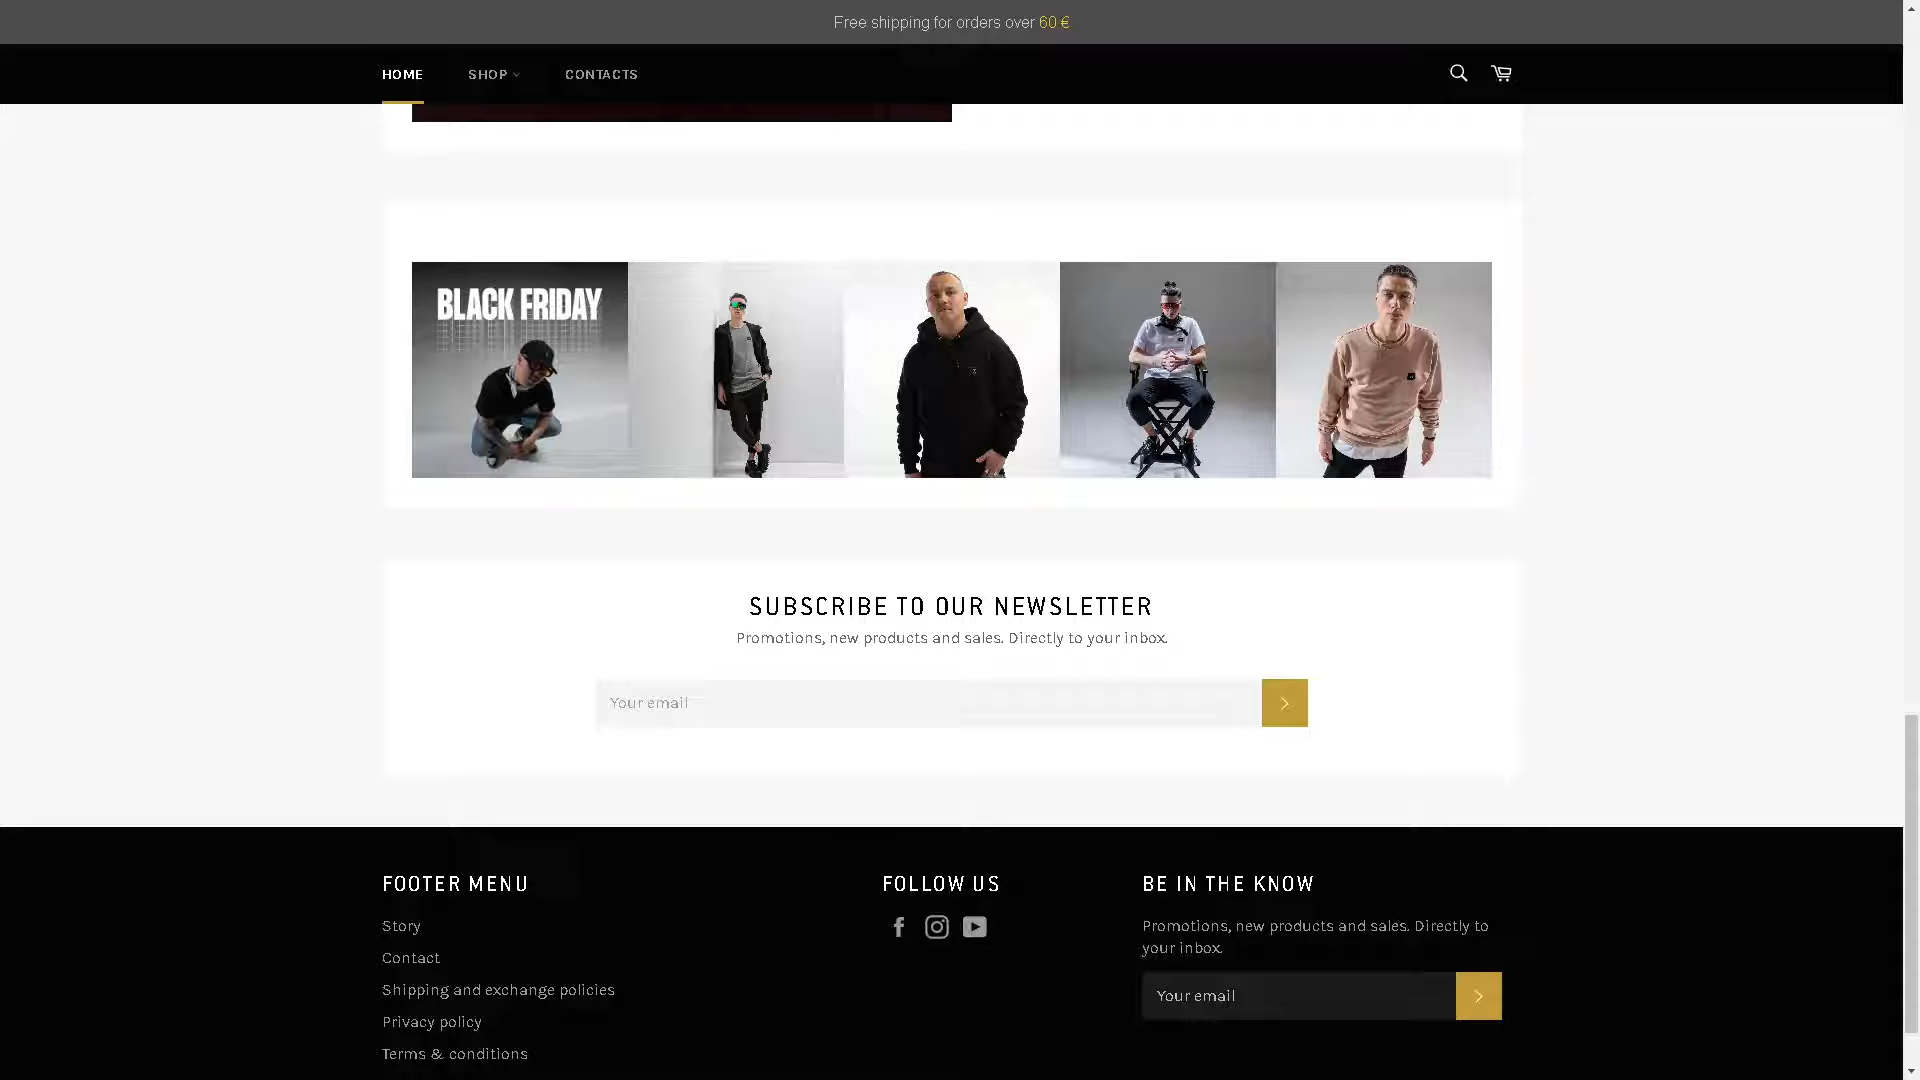 Free shipping for orders over 60 €
HOME
SHOP
CONTACTS
BLACK FRIDAY
SUBSCRIBE TO OUR NEWSLETTER
Promotions, new products and sales. Directly to your inbox.
Your email
FOOTER MENU
Story
Contact
Shipping and exchange policies
Privacy policy
Terms & conditions
FOLLOW US
BE IN THE KNOW
Promotions, new products and sales. Directly to
your inbox.
Your email